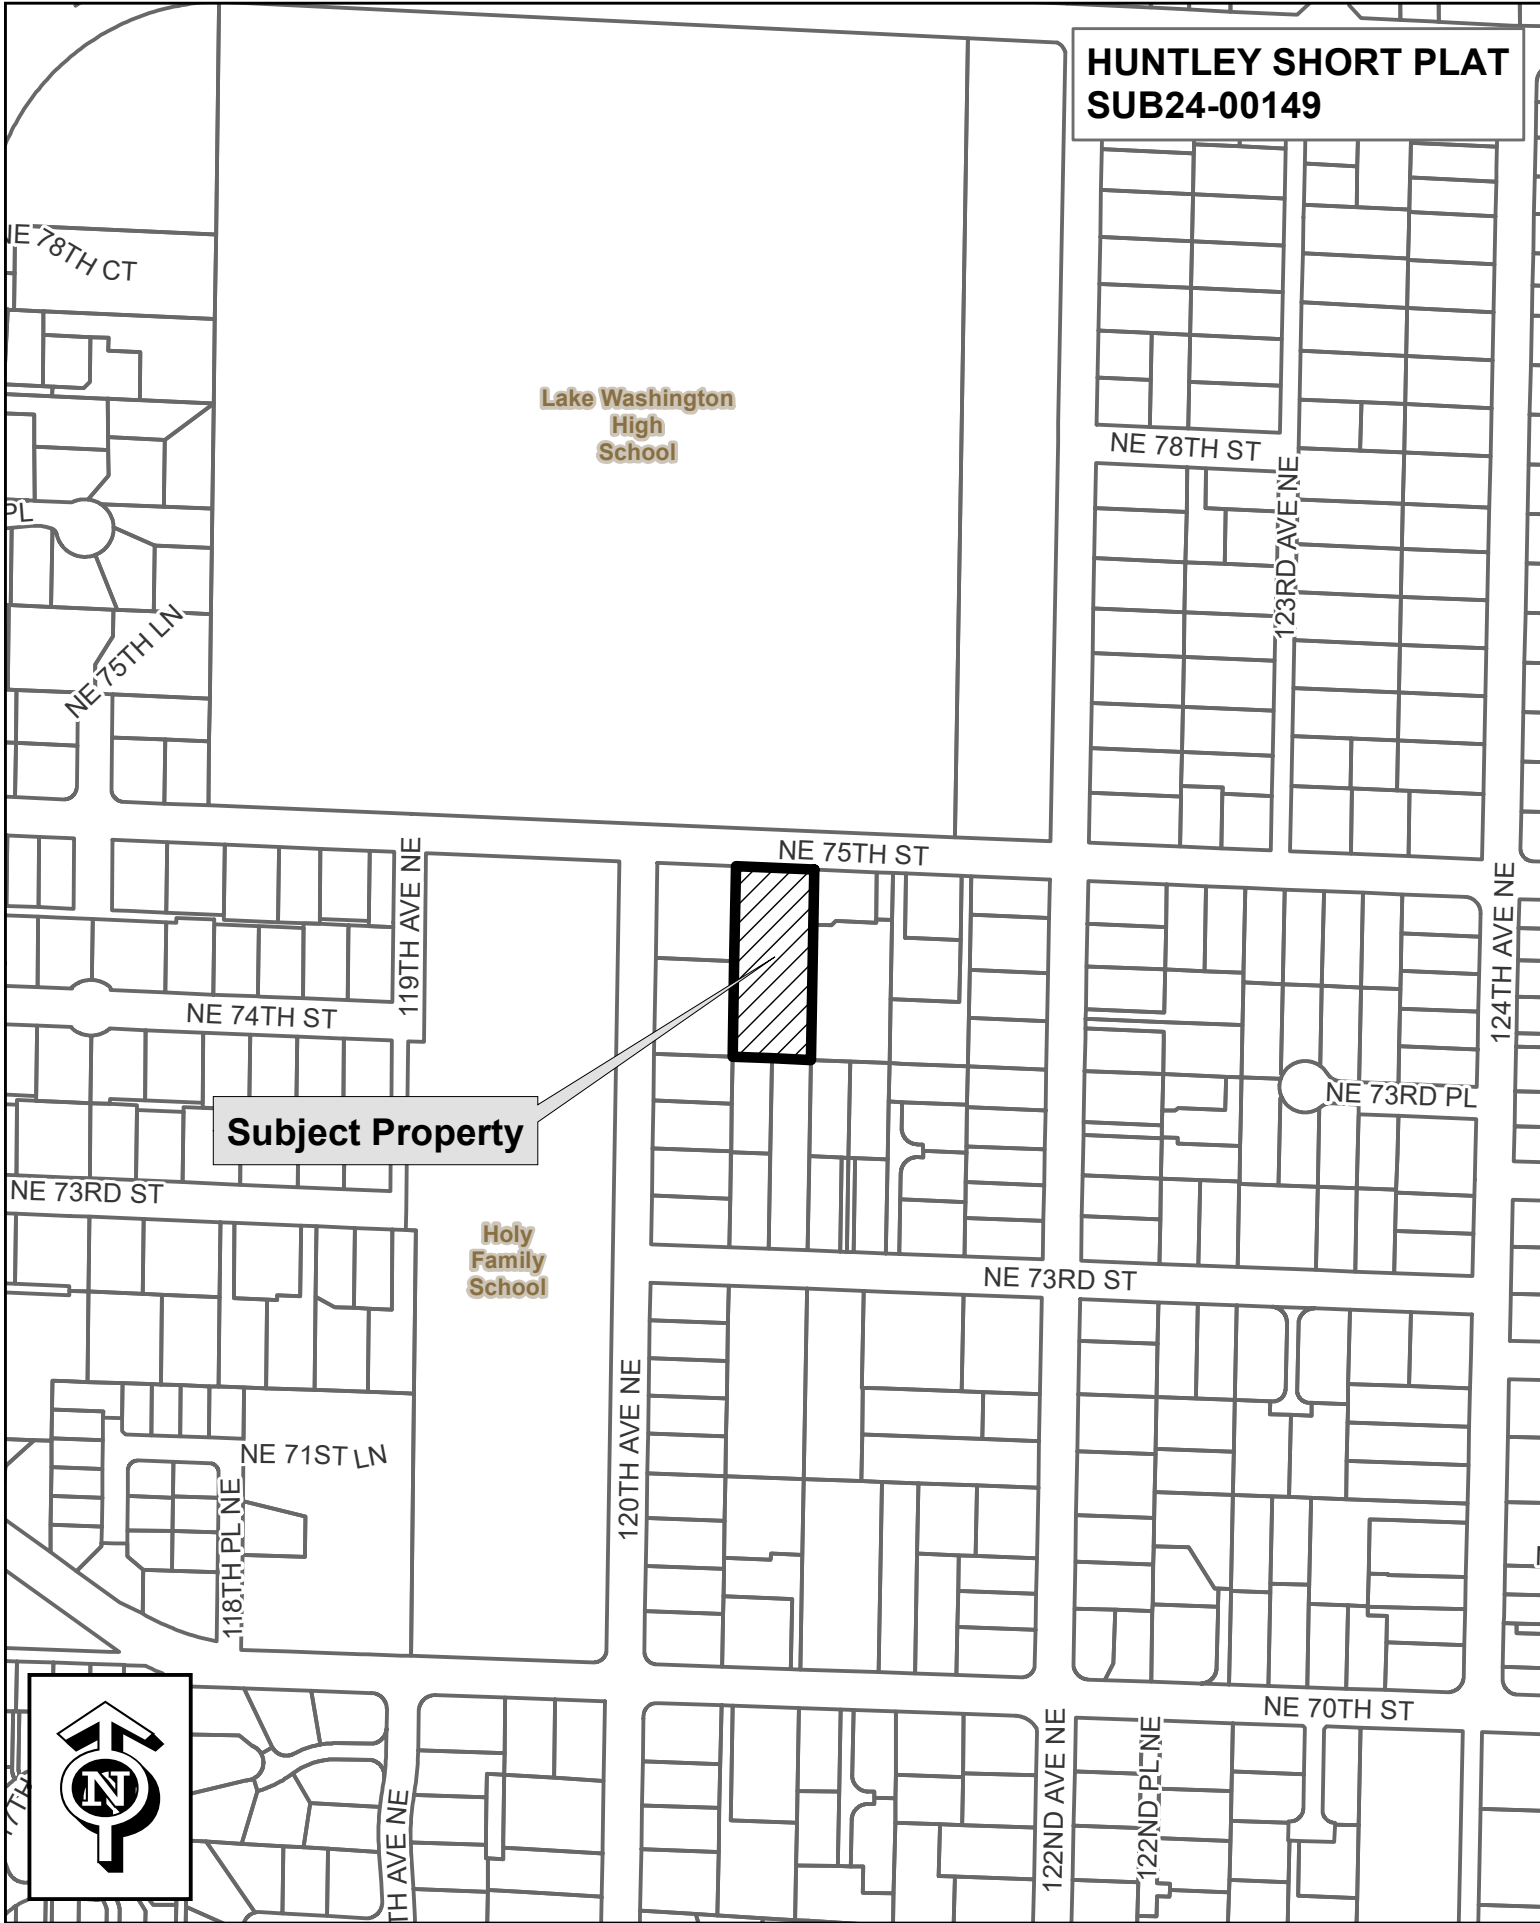 HUNTLEY SHORT PLAT
SUB24-00149
NE 78TH CT
Lake Washington
High
School
NE 78TH ST
PL
123RD AVE NE
NE 75TH LN
NE 75TH ST
119TH AVE NE
124TH AVE NE
NE 74TH ST
NE 73RD PL
Subject Property
NE 73RD ST
Holy
Family
School
NE 73RD ST
120TH AVE NE
NE 71ST LN
118TH PL NE
NE 70TH ST
122ND AVE NE
122ND PL NE
TH AVE NE
N